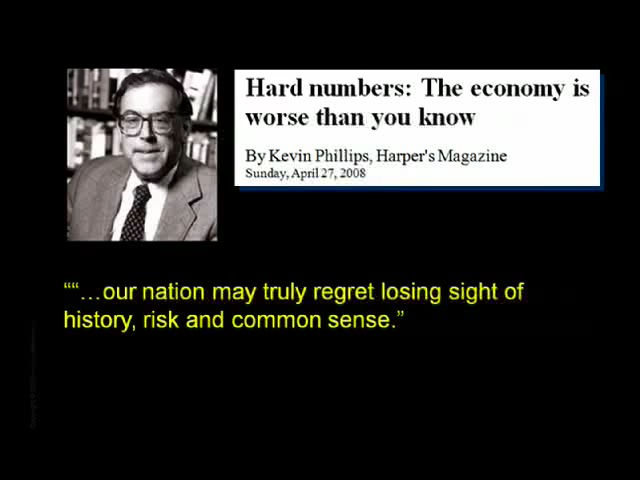 Hard numbers: The economy is
worse than you know
By Kevin Phillips, Harper's Magazine
Sunday, April 27, 2008
““…our nation may truly regret losing sight of
history, risk and common sense.”